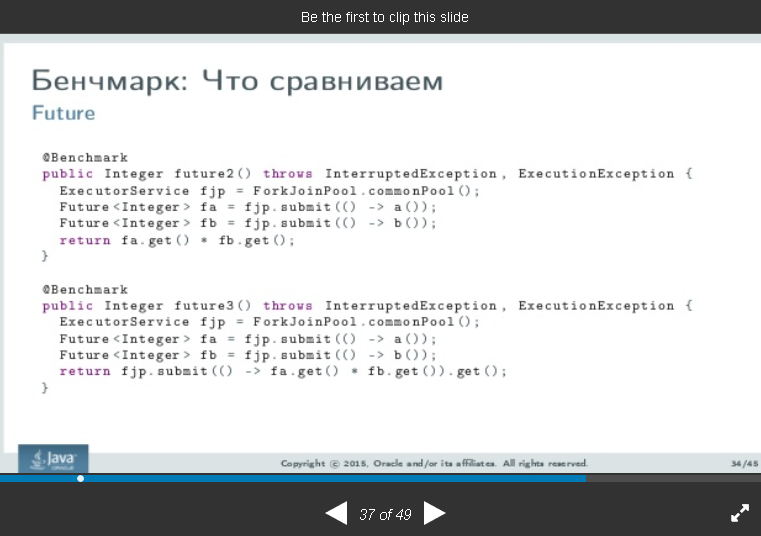 Be the first to clip this slide
Бенчмарк: Что сравниваем
Future
@Benchmark
public Integer future2() throws InterruptedException, ExecutionException {
ExecutorService fjp = ForkJoinPool.commonPool();
Future<Integer> fa = fjp.submit(() -> a());
Future<Integer> fb = fjp.submit(() -> b());
return fa.get() * fb.get();
}
@Benchmark
public Integer future3() throws InterruptedException, ExecutionException {
ExecutorService fjp = ForkJoinPool.commonPool();
Future<Integer> fa = fjp.submit(() -> a());
Future<Integer> fb = fjp.submit(() -> b());
return fjp.submit(() -> fa.get() * fb.get()).get();
}
Java
ORACLE
Copyright © 2015, Oracle and/or its affiliates. All rights reserved.
34/45
37 of 49